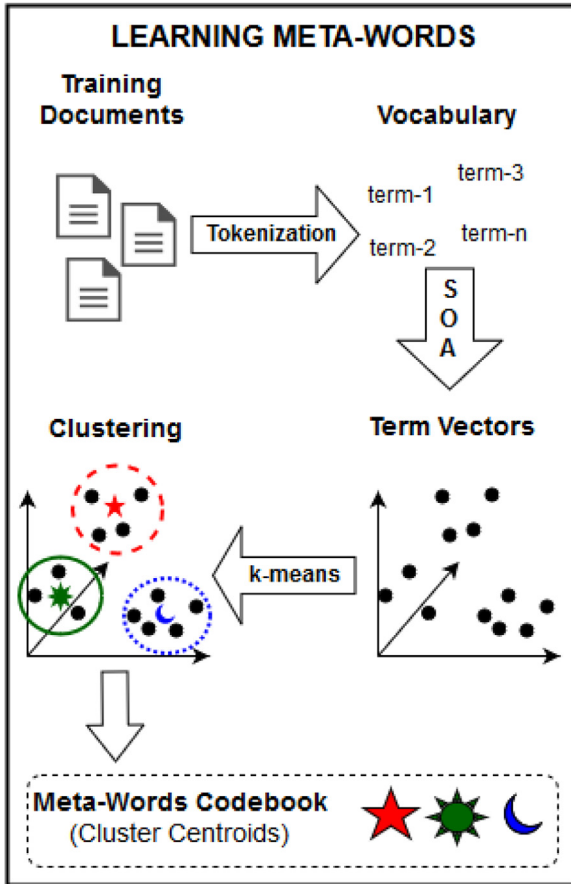 LEARNING META-WORDS
Training
Documents
Vocabulary
term-3
term-1
Tokenization
term-2
term-n
S
O
A
Clustering
Term Vectors
k-means
Meta-Words Codebook
(Cluster Centroids)